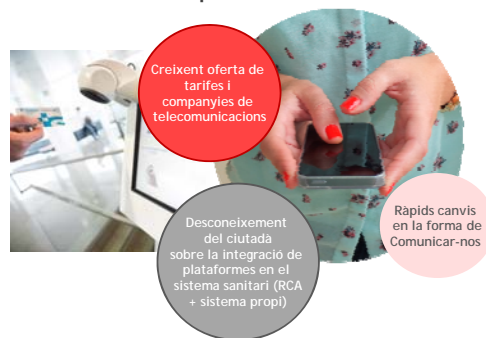 Creixent oferta de
tarifes i
companyies de
telecomunicacions
Desconeixement
del ciutadà
sobre la integració de
plataformes en el
sistema sanitari (RCA
+ sistema propi)
Ràpids canvis
en la forma de
Comunicar-nos